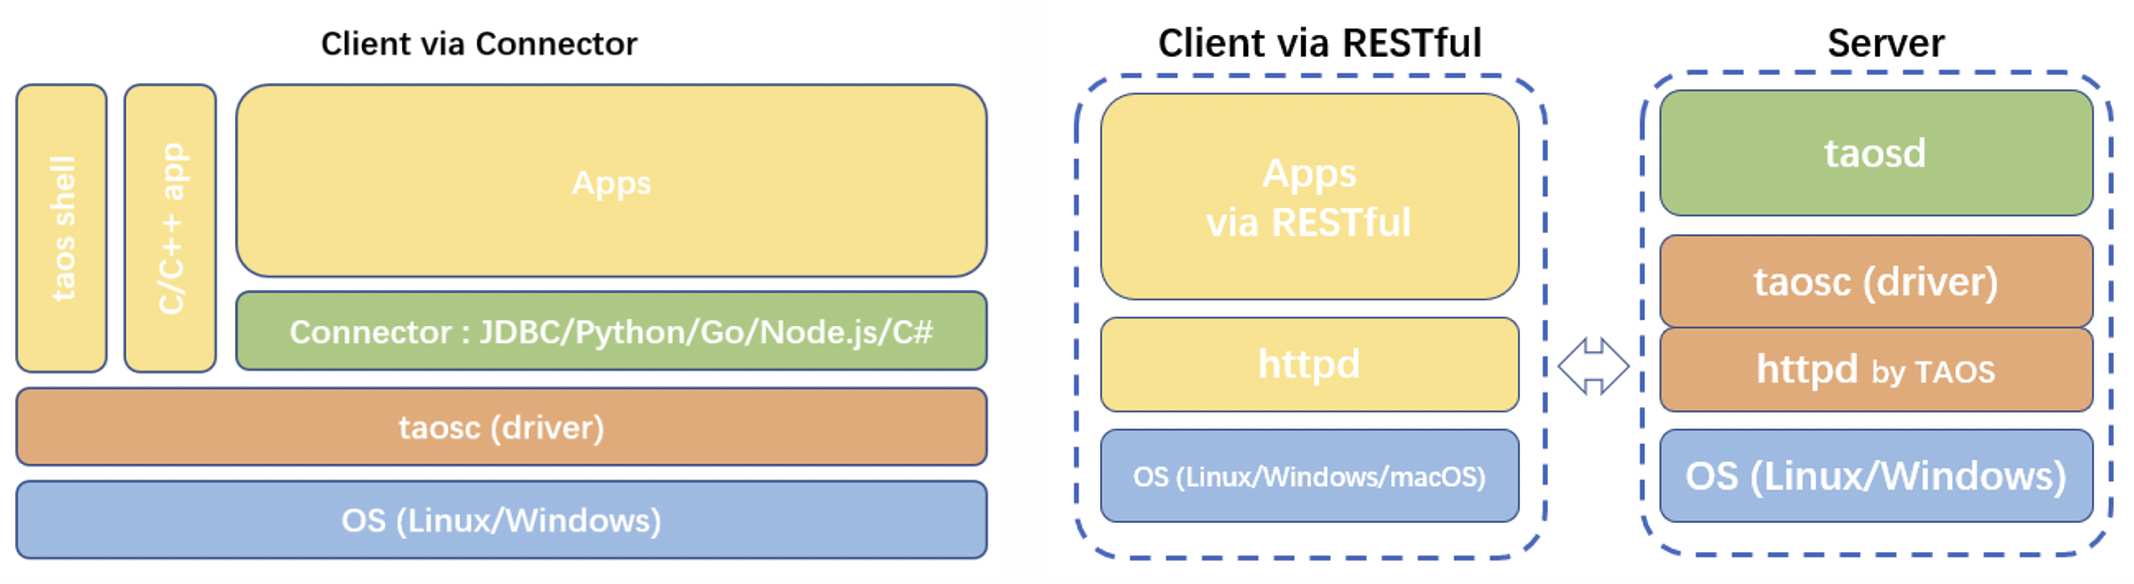 Client via Connector
taos shell
C/C++ app
Apps
Connector : JDBC/Python/Go/Node.js/C#
taosc (driver)
OS (Linux/Windows)
Client via RESTful
Apps
via RESTful
httpd
OS (Linux/Windows/macOS)
Server
taosd
taosc (driver)
httpd by TAOS
OS (Linux/Windows)